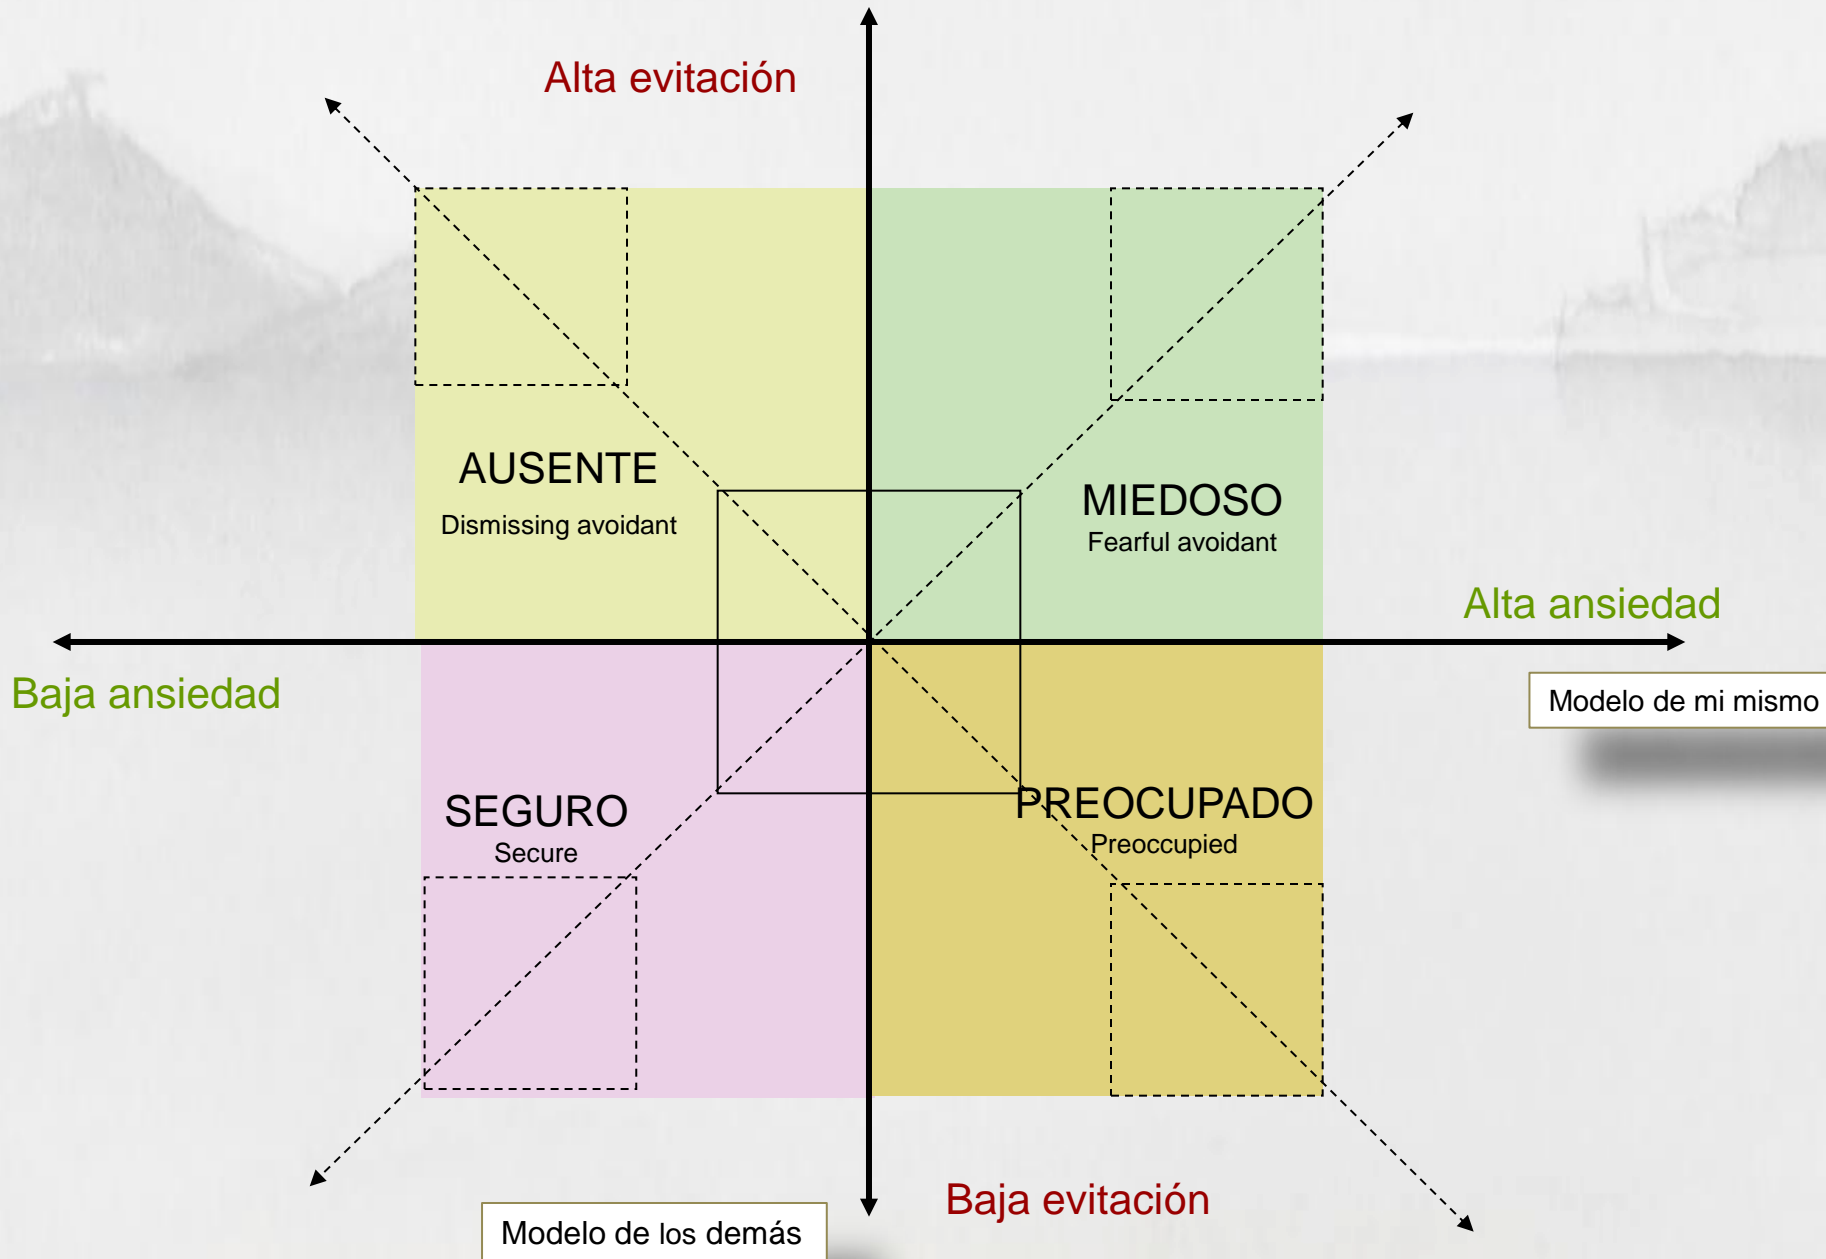 Alta evitación
AUSENTE
Dismissing avoidant
MIEDOSO
Fearful avoidant
Alta ansiedad
Baja ansiedad
Modelo de mi mismo
SEGURO
Secure
PREOCUPADO
Preoccupied
Baja evitación
Modelo de los demás